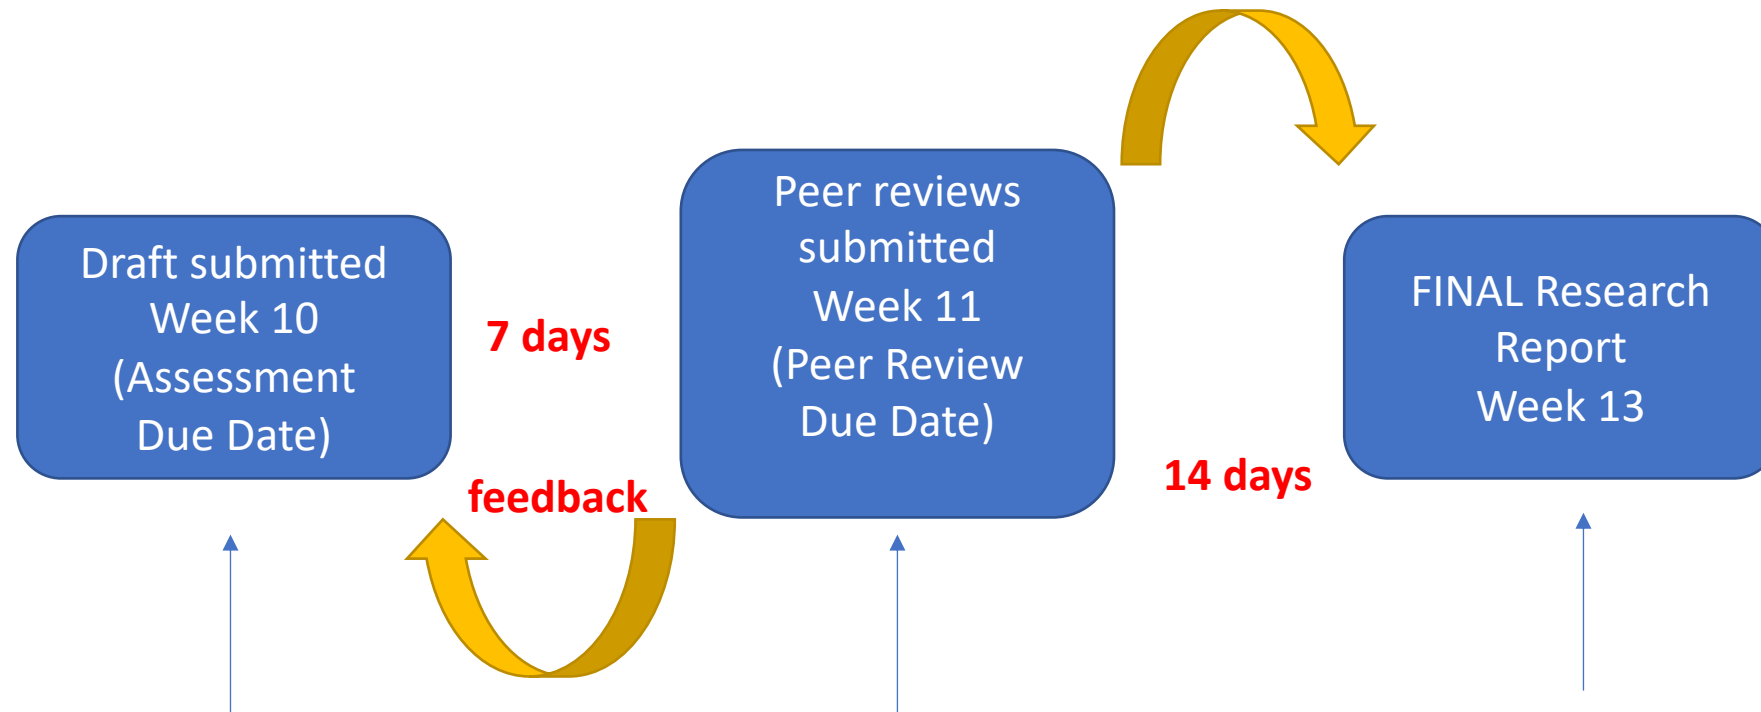 Draft submitted
Week 10
(Assessment
Due Date)
7 days
feedback
Peer reviews
submitted
Week 11
(Peer Review
Due Date)
14 days
FINAL Research
Report
Week 13